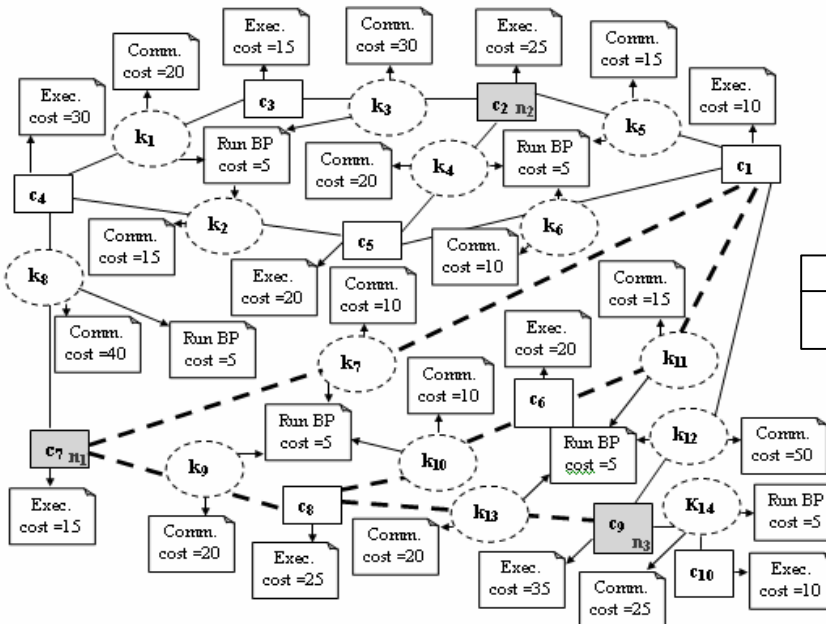 Comm.
cost =20
Exec.
cost =15
Comm.
cost =30
Exec.
cost =25
Comm.
cost =15
Exec.
cost =10
Exec.
cost =30
c3
k3
c2 n2
k5
k1
Run BP
cost =5
k4
Run BP
cost =5
c1
Comm.
cost =20
c4
k2
c5
k6
Comm.
cost =15
Comm.
cost =10
Exec.
cost =20
k8
Comm.
cost =10
Comm.
cost =15
Comm.
cost =40
Run BP
cost =5
Exec.
cost =20
k7
k11
Comm.
cost =10
c6
Run BP
cost =5
c7 n1
k9
k10
Run BP
cost =5
k12
Comm.
cost =50
Exec.
cost =15
c8
k13
c9 n3
K14
Run BP
cost =5
Comm.
cost =20
Exec.
cost =25
Comm.
cost =20
Exec.
cost =35
Comm.
cost =25
c10
Exec.
cost =10